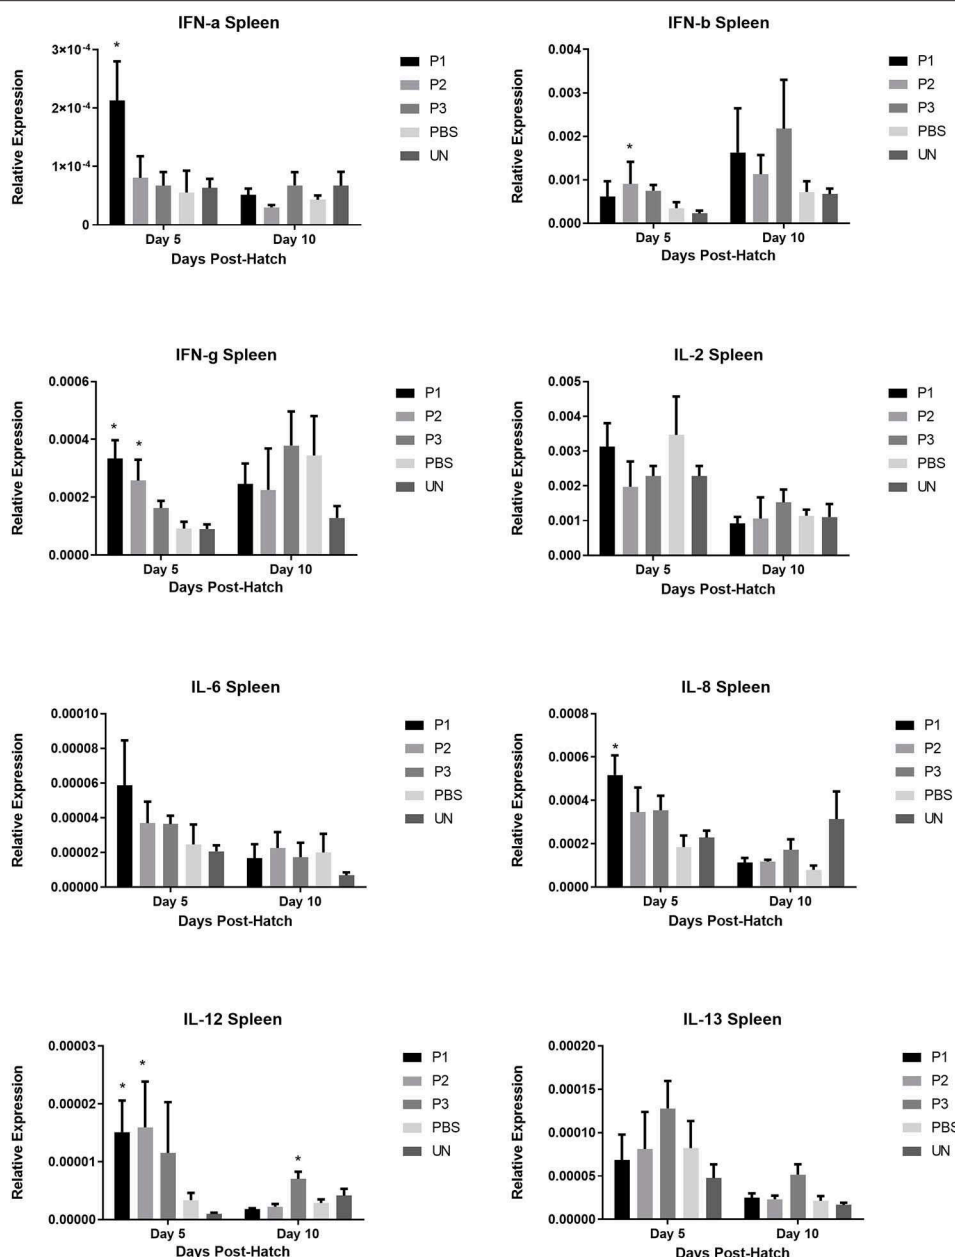 IFN-a Spleen
Relative Expression
3×10⁻⁴
2×10⁻⁴
1×10⁻⁴
0
*
Day 5
Day 10
Days Post-Hatch
P1
P2
P3
PBS
UN
IFN-b Spleen
Relative Expression
0.004
0.003
0.002
0.001
0.000
*
Day 5
Day 10
Days Post-Hatch
P1
P2
P3
PBS
UN
IFN-g Spleen
Relative Expression
0.0006
0.0004
0.0002
0.0000
* *
Day 5
Day 10
Days Post-Hatch
P1
P2
P3
PBS
UN
IL-2 Spleen
Relative Expression
0.005
0.004
0.003
0.002
0.001
0.000
Day 5
Day 10
Days Post-Hatch
P1
P2
P3
PBS
UN
IL-6 Spleen
Relative Expression
0.00010
0.00008
0.00006
0.00004
0.00002
0.00000
Day 5
Day 10
Days Post-Hatch
P1
P2
P3
PBS
UN
IL-8 Spleen
Relative Expression
0.0008
0.0006
0.0004
0.0002
0.0000
*
Day 5
Day 10
Days Post-Hatch
P1
P2
P3
PBS
UN
IL-12 Spleen
Relative Expression
0.00003
0.00002
0.00001
0.00000
* *
*
Day 5
Day 10
Days Post-Hatch
P1
P2
P3
PBS
UN
IL-13 Spleen
Relative Expression
0.00020
0.00015
0.00010
0.00005
0.00000
Day 5
Day 10
Days Post-Hatch
P1
P2
P3
PBS
UN